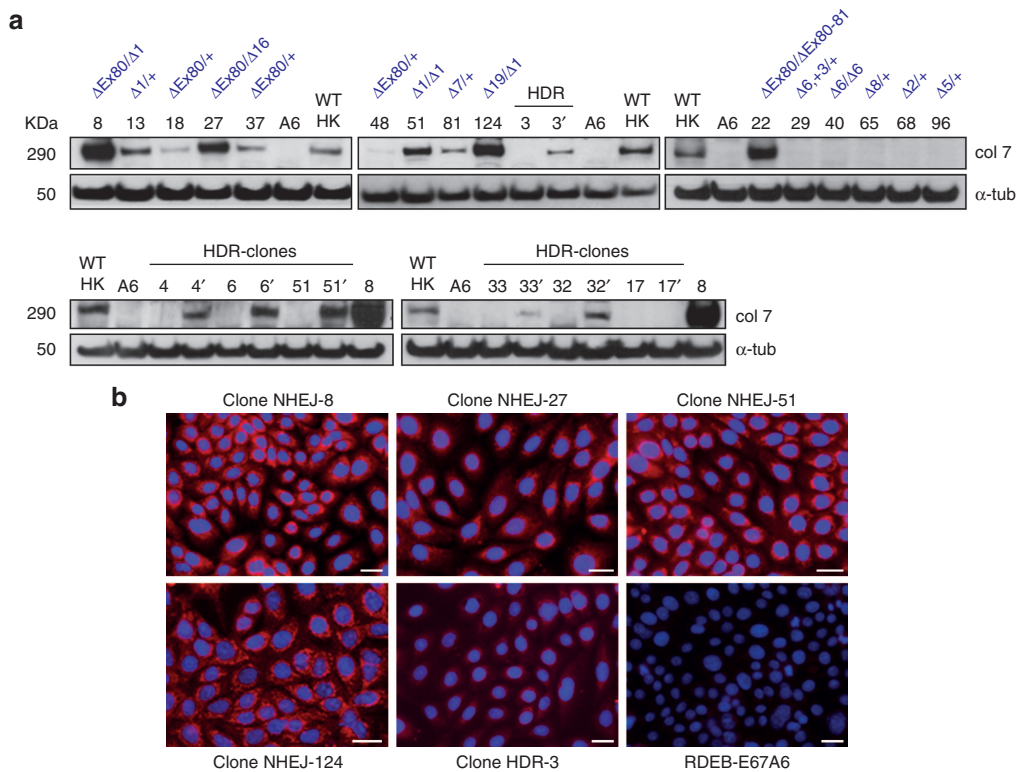 a
ΔEx80/Δ1
Δ1/+
ΔEx80/+
ΔEx80/Δ16
ΔEx80/+
ΔEx80/+
Δ1/Δ1
Δ7/+
Δ19/Δ1
ΔEx80/ΔEx80-81
Δ6,+3/+
Δ6/Δ6
Δ8/+
Δ2/+
Δ5/+
KDa 8 13 18 27 37 A6 WT HK
48 51 81 124 HDR 3 3′ A6 WT HK
WT HK A6 22 29 40 65 68 96
290 col 7
50 α-tub
HDR-clones HDR-clones
WT HK A6 4 4′ 6 6′ 51 51′ 8
WT HK A6 33 33′ 32 32′ 17 17′ 8
290 col 7
50 α-tub
b
Clone NHEJ-8 Clone NHEJ-27 Clone NHEJ-51
Clone NHEJ-124 Clone HDR-3 RDEB-E67A6